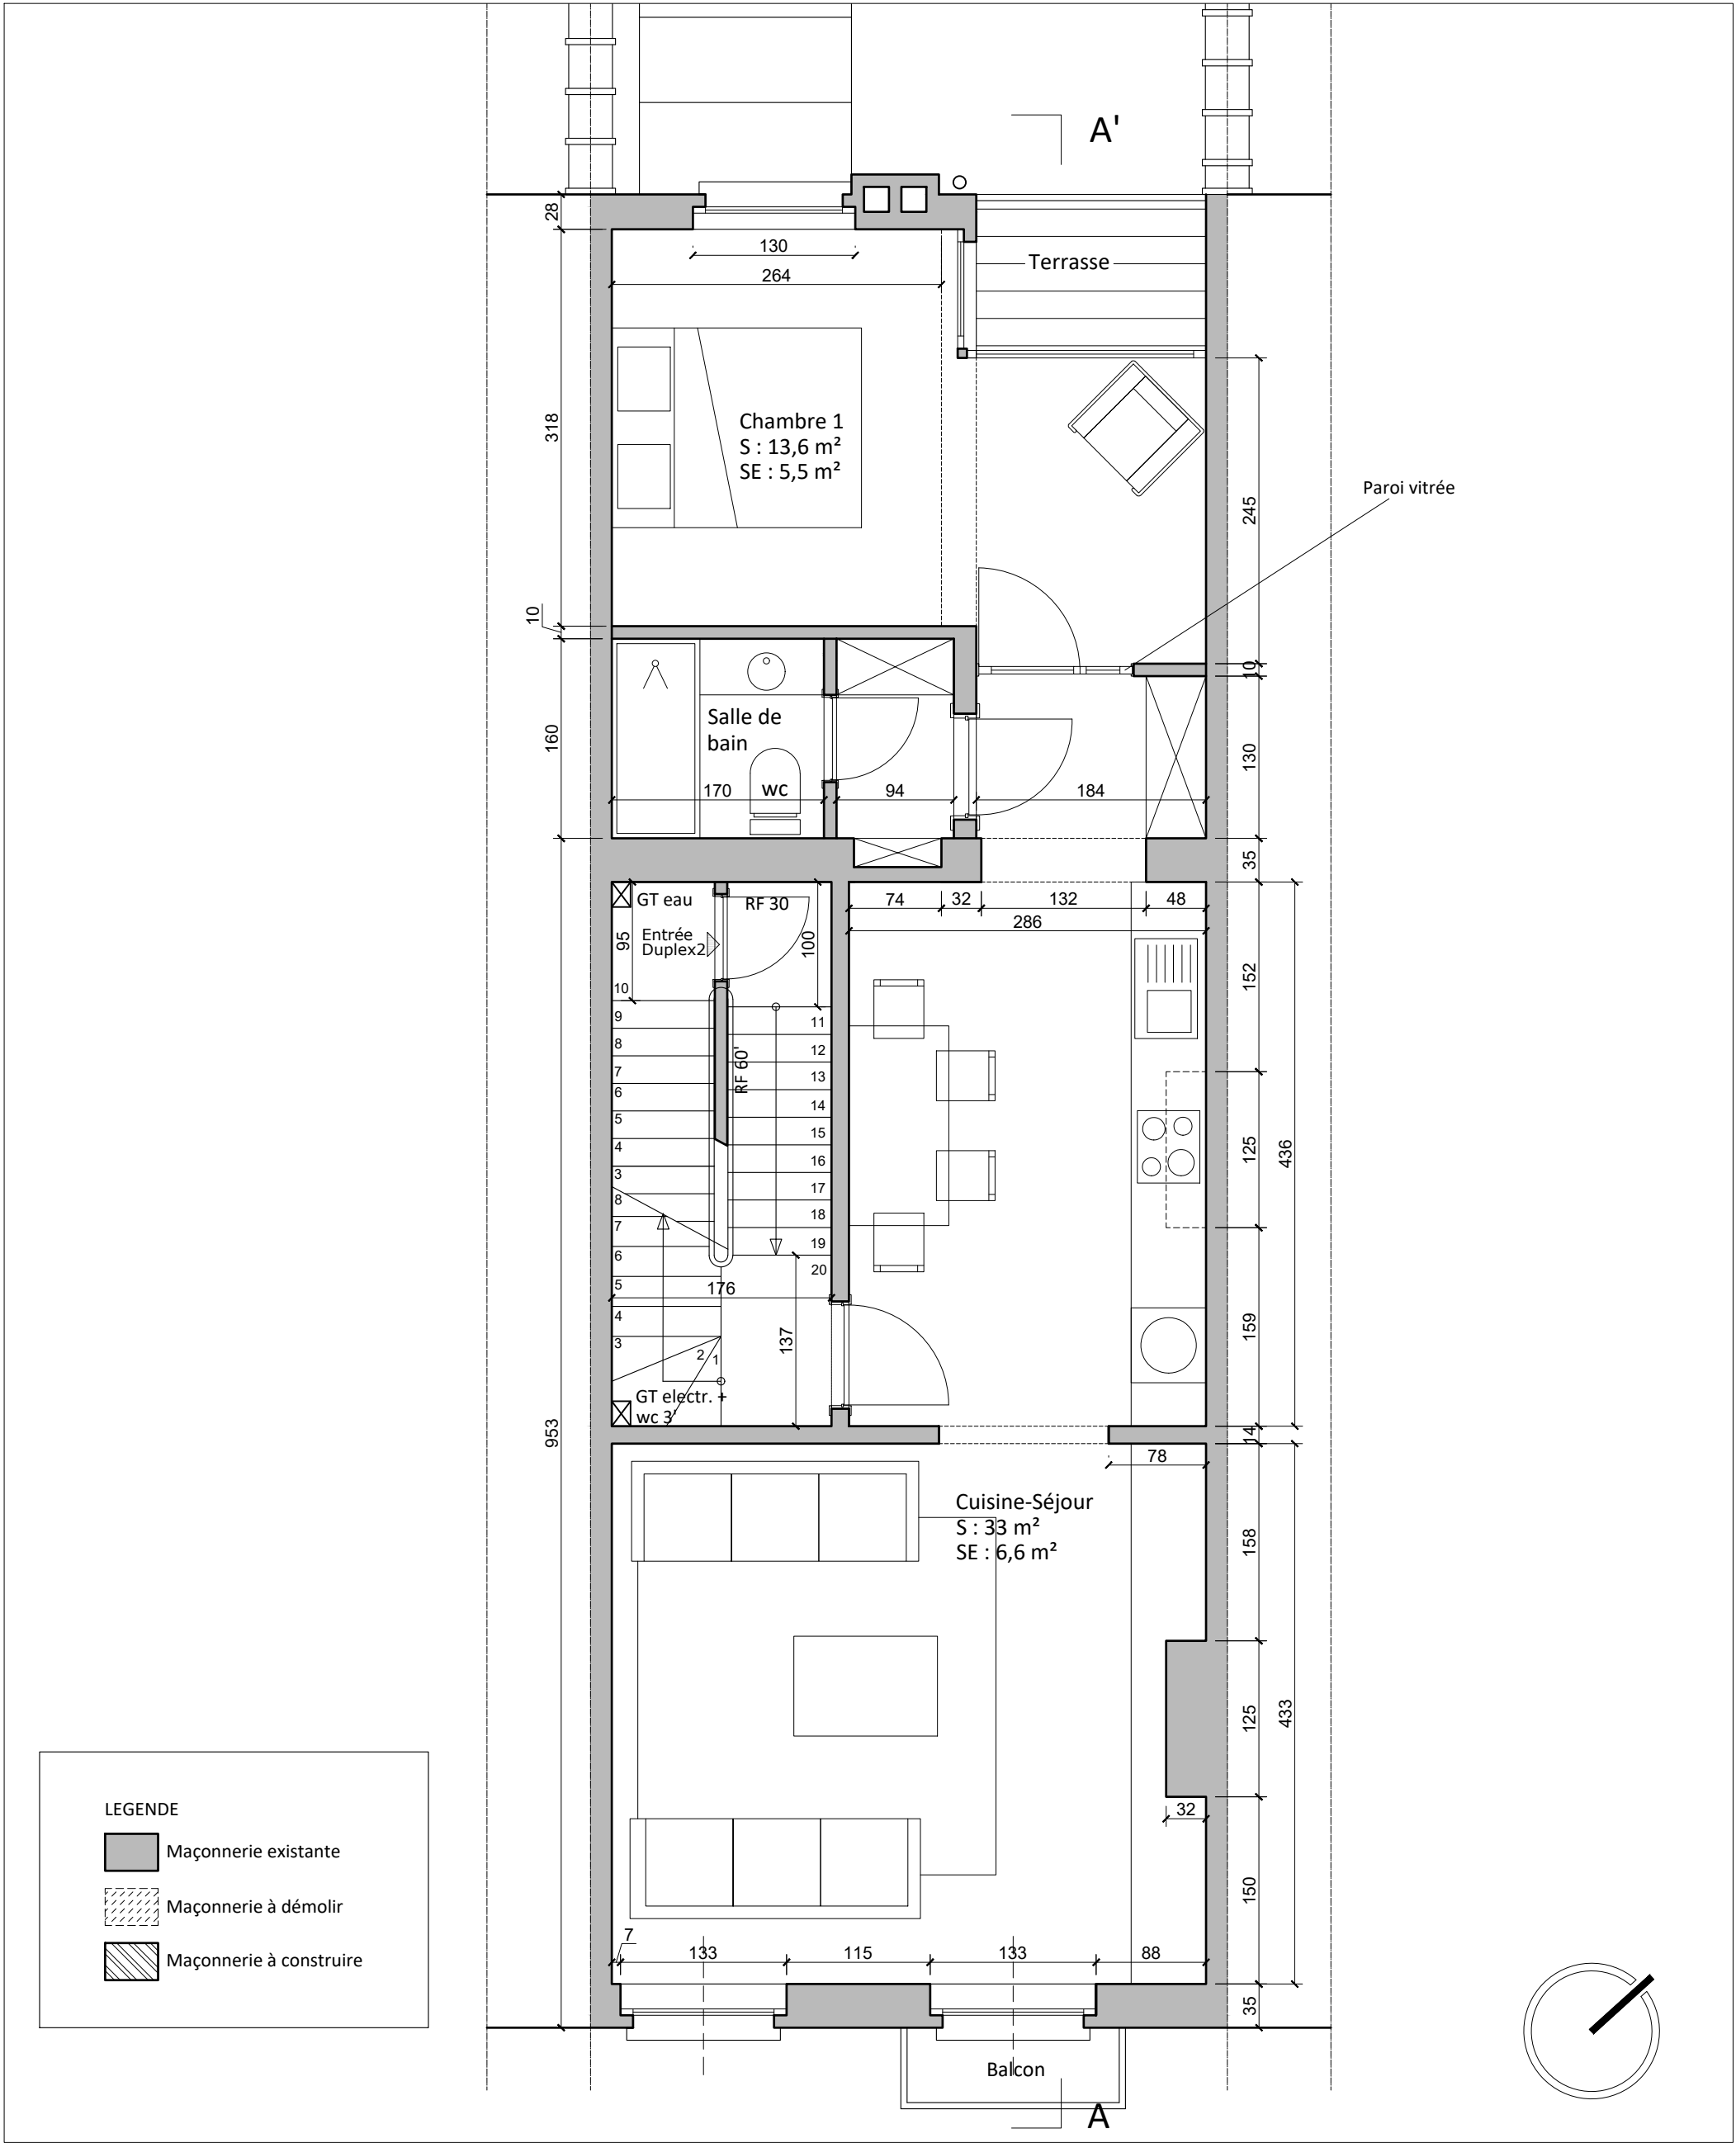 A'
28
130
264
Terrasse
318
Chambre 1
S : 13,6 m²
SE : 5,5 m²
245
Paroi vitrée
10
10
160
Salle de
bain
170
WC
94
184
130
35
GT eau
RF 30
74
32
132
48
286
95
Entrée
Duplex2
100
152
10
9
8
7
6
5
4
3
8
7
6
5
4
3
2
1
11
12
13
14
15
16
17
18
19
20
RF 60'
125
436
176
137
159
GT electr. +
wc 3'
953
14
78
Cuisine-Séjour
S : 33 m²
SE : 6,6 m²
158
125
433
32
150
7
133
115
133
88
35
Balcon
A
LEGENDE
Maçonnerie existante
Maçonnerie à démolir
Maçonnerie à construire